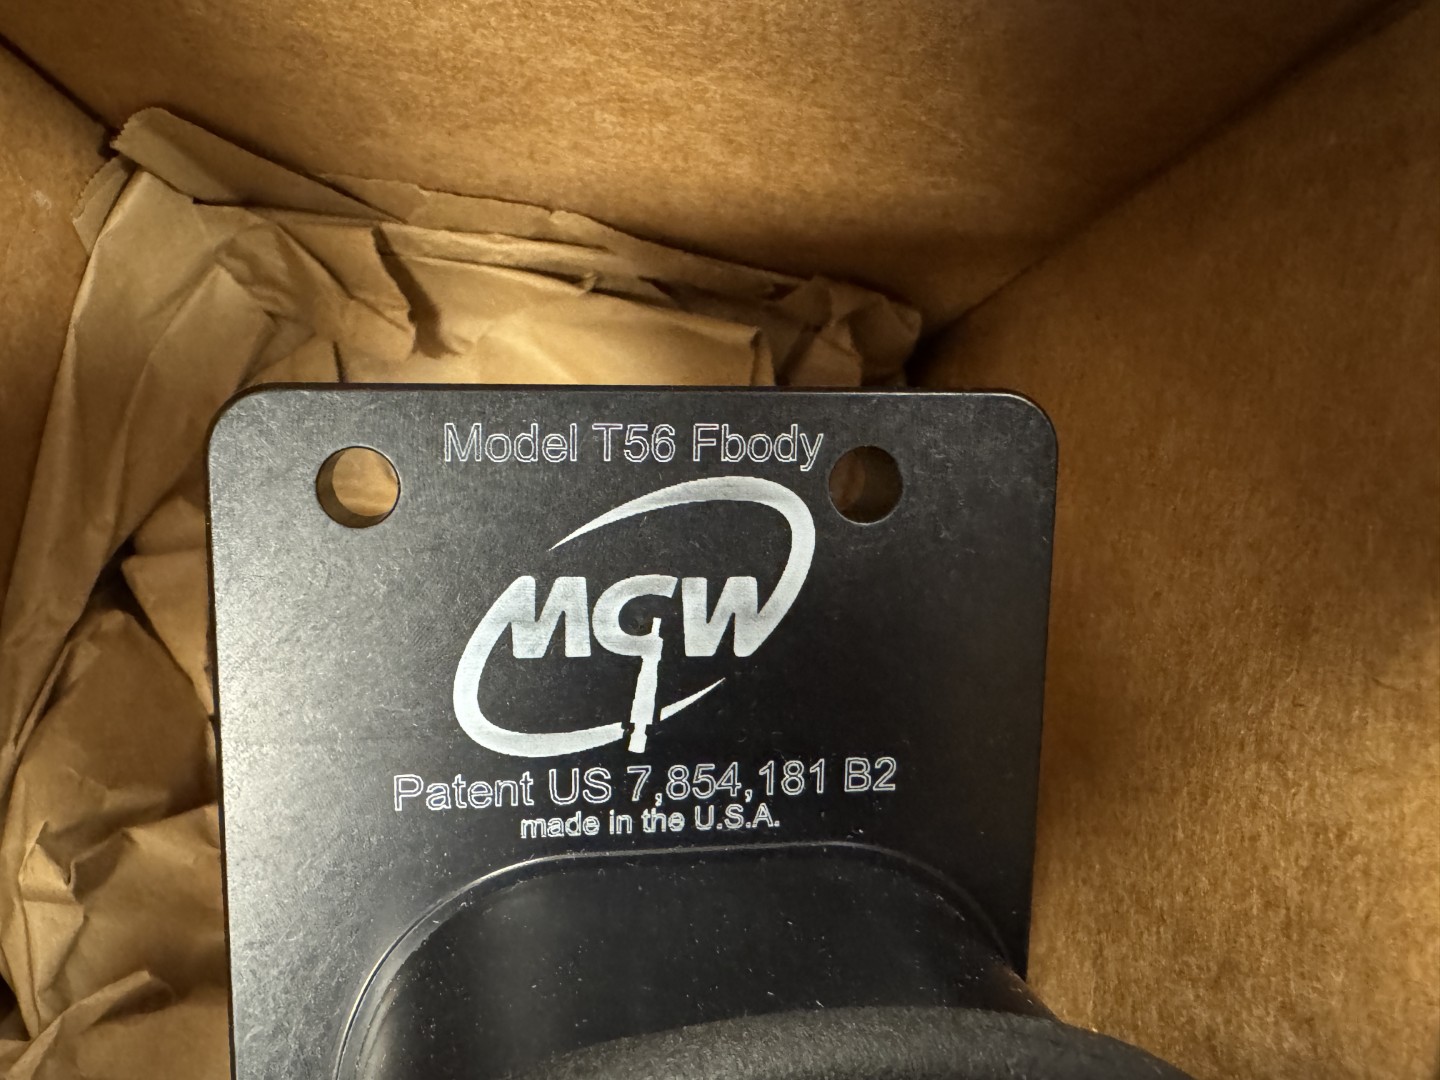 Model T56 Fbody
MGW
Patent US 7,854,181 B2
made in the U.S.A.